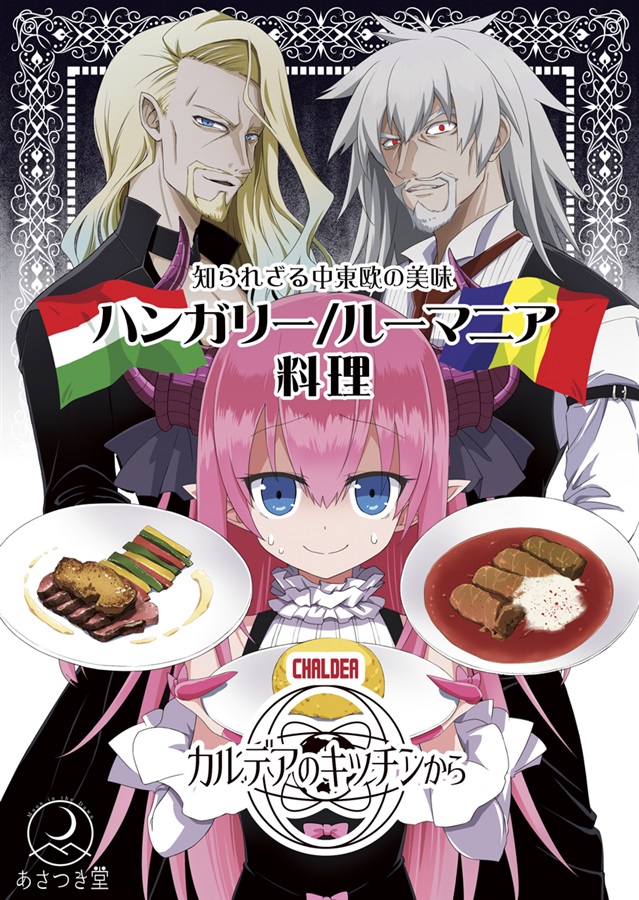 知られざる中東欧の美味
ハンガリー/ルーマニア
料理
CHALDEA
カルデアのキッチンから
あさつき堂